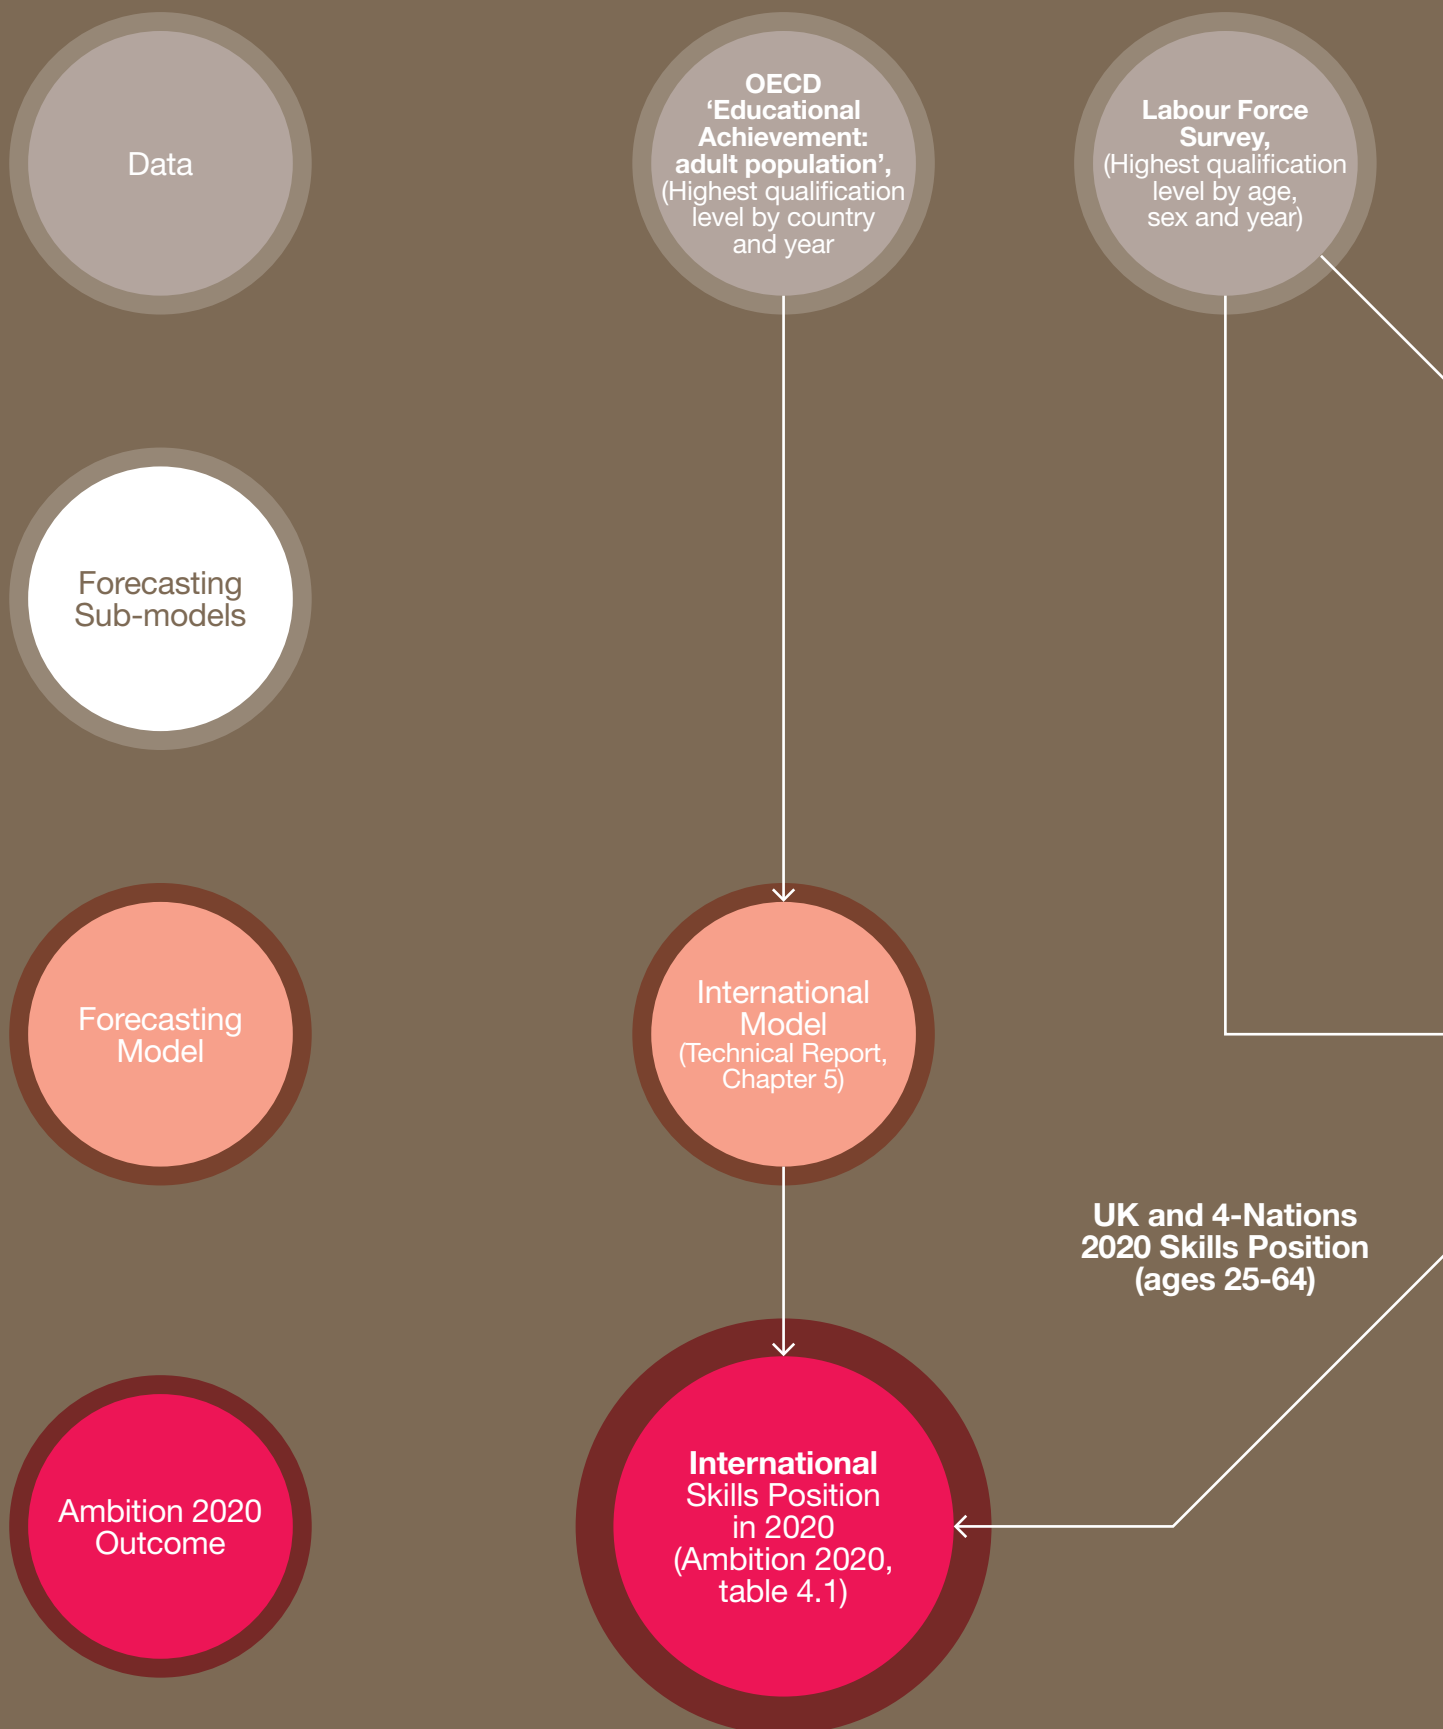 Data
OECD
‘Educational
Achievement:
adult population’,
(Highest qualification
level by country
and year
Labour Force
Survey,
(Highest qualification
level by age,
sex and year)
Forecasting
Sub-models
Forecasting
Model
International
Model
(Technical Report,
Chapter 5)
UK and 4-Nations
2020 Skills Position
(ages 25-64)
Ambition 2020
Outcome
International
Skills Position
in 2020
(Ambition 2020,
table 4.1)